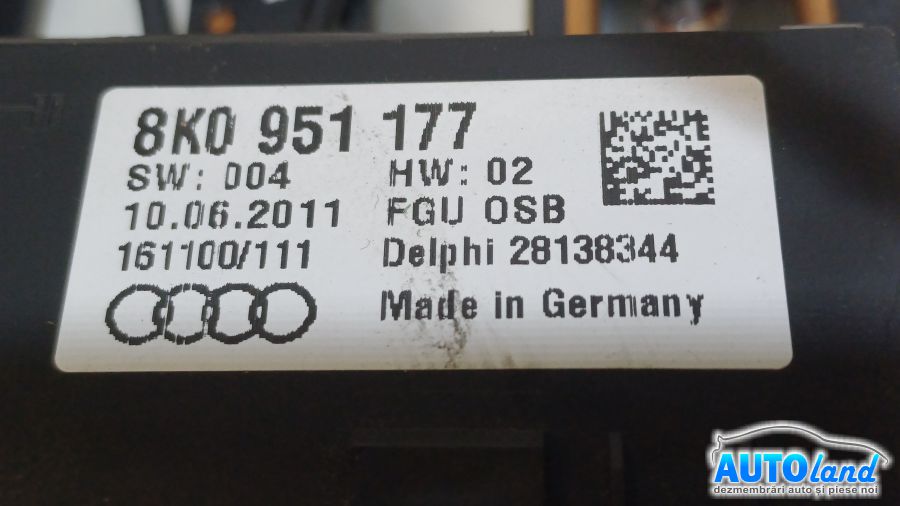 8K0 951 177
SW: 004 HW: 02
10.06.2011 FGU OSB
161100/111 Delphi 28138344
Made in Germany
AUTOland
dezmembrări auto și piese noi